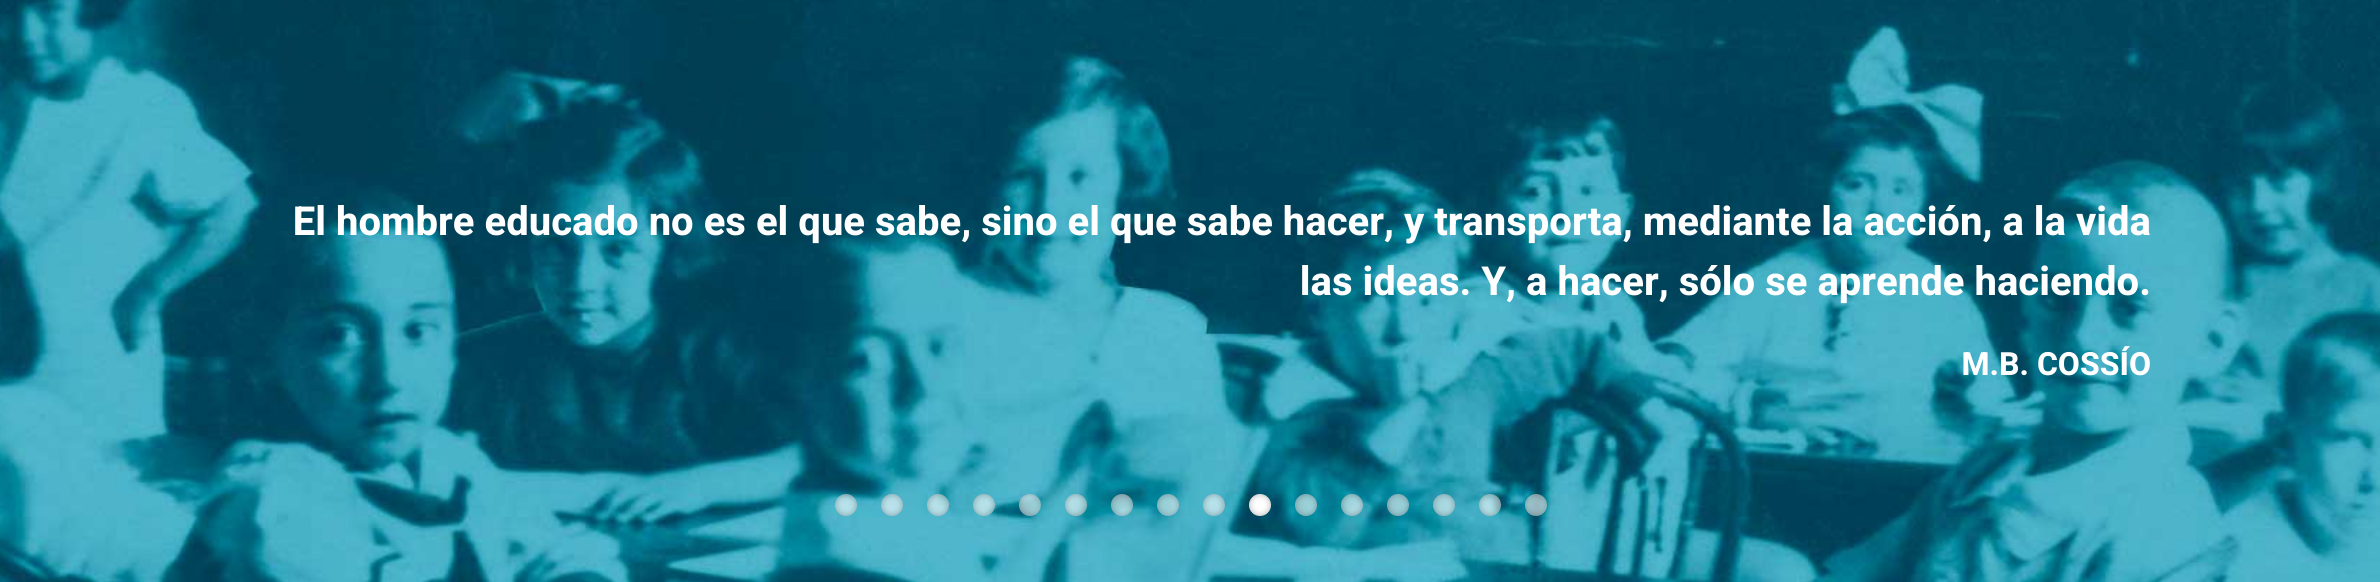 El hombre educado no es el que sabe, sino el que sabe hacer, y transporta, mediante la acción, a la vida
las ideas. Y, a hacer, sólo se aprende haciendo.
M.B. COSSÍO